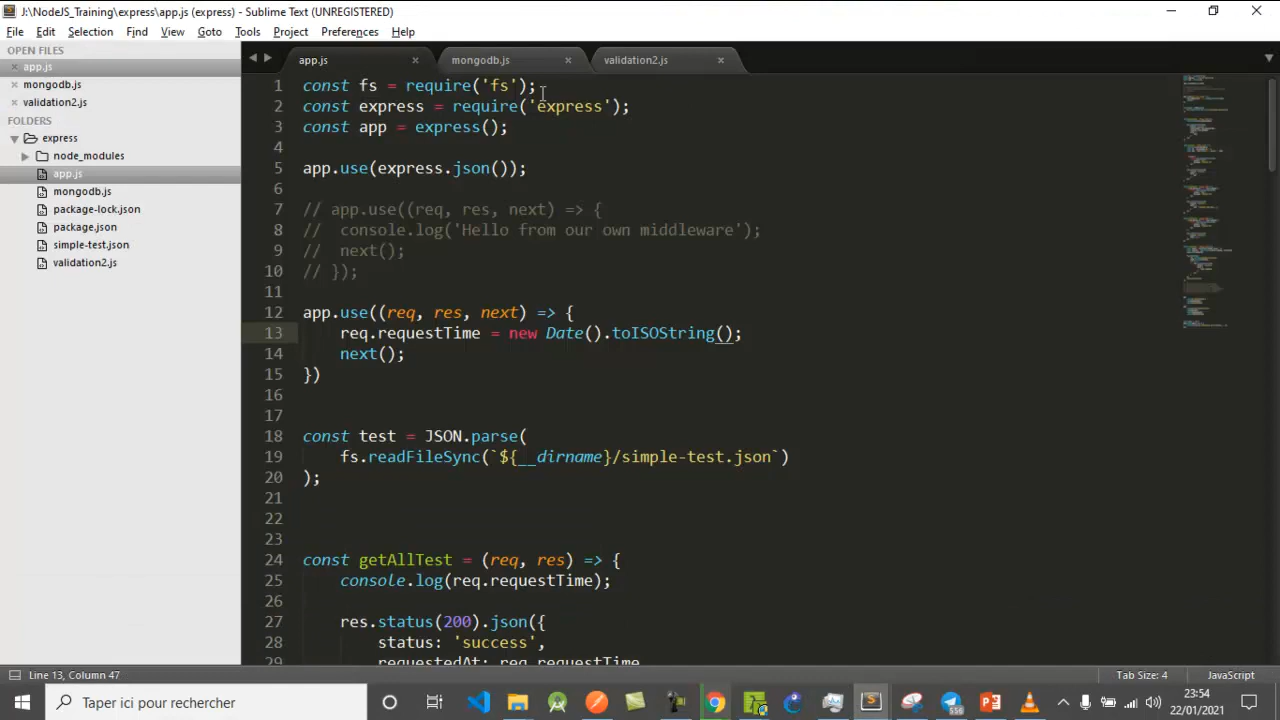 J:\NodeJS_Training\express\app.js (express) - Sublime Text (UNREGISTERED)
File Edit Selection Find View Goto Tools Project Preferences Help
OPEN FILES
app.js
mongodb.js
validation2.js
FOLDERS
express
node_modules
app.js
mongodb.js
package-lock.json
package.json
simple-test.json
validation2.js
app.js mongodb.js validation2.js
1 const fs = require('fs');
2 const express = require('express');
3 const app = express();
4
5 app.use(express.json());
6
7 // app.use((req, res, next) => {
8 //  console.log('Hello from our own middleware');
9 //  next();
10 // });
11
12 app.use((req, res, next) => {
13     req.requestTime = new Date().toISOString();
14     next();
15 })
16
17
18 const test = JSON.parse(
19     fs.readFileSync(`${__dirname}/simple-test.json`)
20 );
21
22
23
24 const getAllTest = (req, res) => {
25     console.log(req.requestTime);
26
27     res.status(200).json({
28         status: 'success',
29         requestedAt: req.requestTime
Line 13, Column 47
Tab Size: 4 JavaScript
Taper ici pour rechercher
556
23:54
22/01/2021